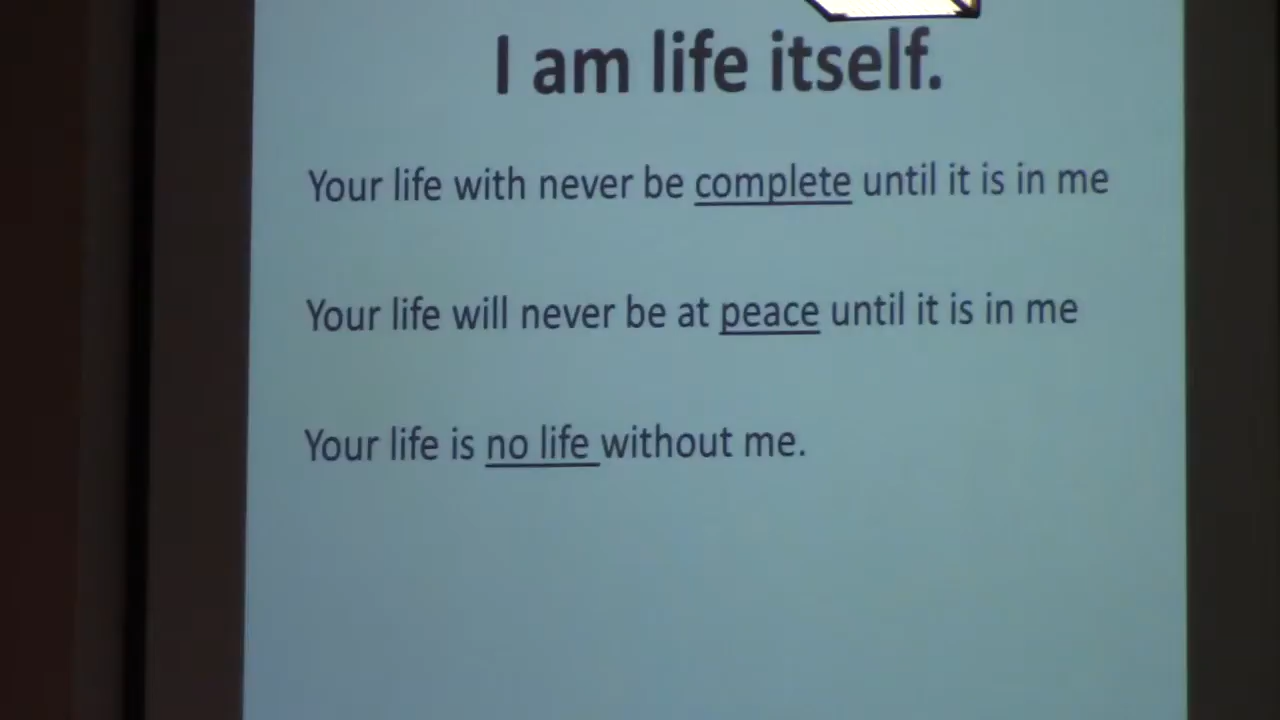 I am life itself.
Your life with never be complete until it is in me
Your life will never be at peace until it is in me
Your life is no life without me.